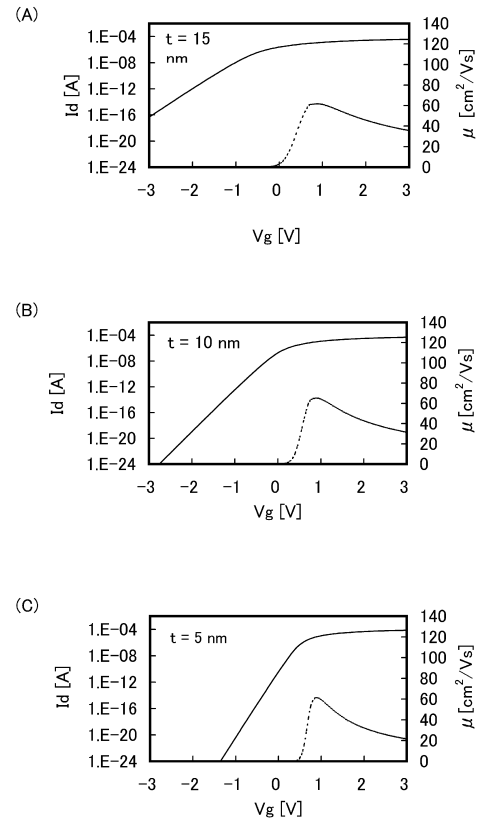 (A)
1.E−04
1.E−08
1.E−12
1.E−16
1.E−20
1.E−24
Id [A]
t = 15
nm
140
120
100
80
60
40
20
0
μ [cm²/Vs]
−3 −2 −1 0 1 2 3
Vg [V]
(B)
1.E−04
1.E−08
1.E−12
1.E−16
1.E−20
1.E−24
Id [A]
t = 10 nm
140
120
100
80
60
40
20
0
μ [cm²/Vs]
−3 −2 −1 0 1 2 3
Vg [V]
(C)
1.E−04
1.E−08
1.E−12
1.E−16
1.E−20
1.E−24
Id [A]
t = 5 nm
140
120
100
80
60
40
20
0
μ [cm²/Vs]
−3 −2 −1 0 1 2 3
Vg [V]